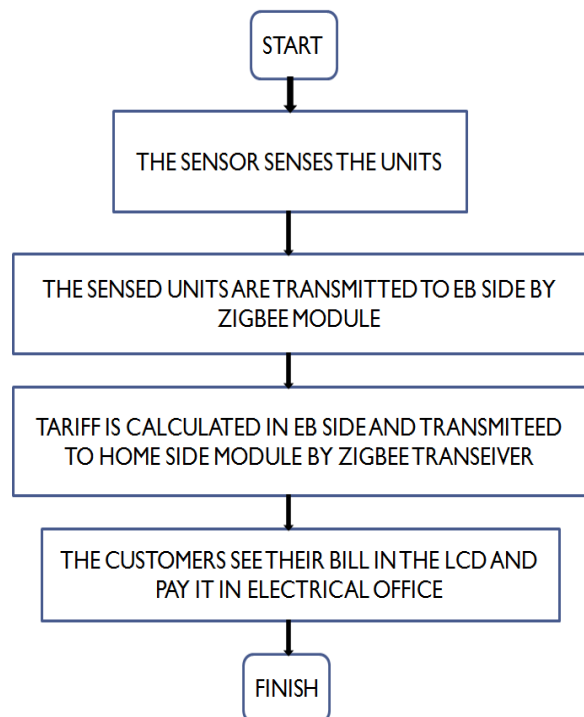 START
THE SENSOR SENSES THE UNITS
THE SENSED UNITS ARE TRANSMITTED TO EB SIDE BY
ZIGBEE MODULE
TARIFF IS CALCULATED IN EB SIDE AND TRANSMITEED
TO HOME SIDE MODULE BY ZIGBEE TRANSEIVER
THE CUSTOMERS SEE THEIR BILL IN THE LCD AND
PAY IT IN ELECTRICAL OFFICE
FINISH